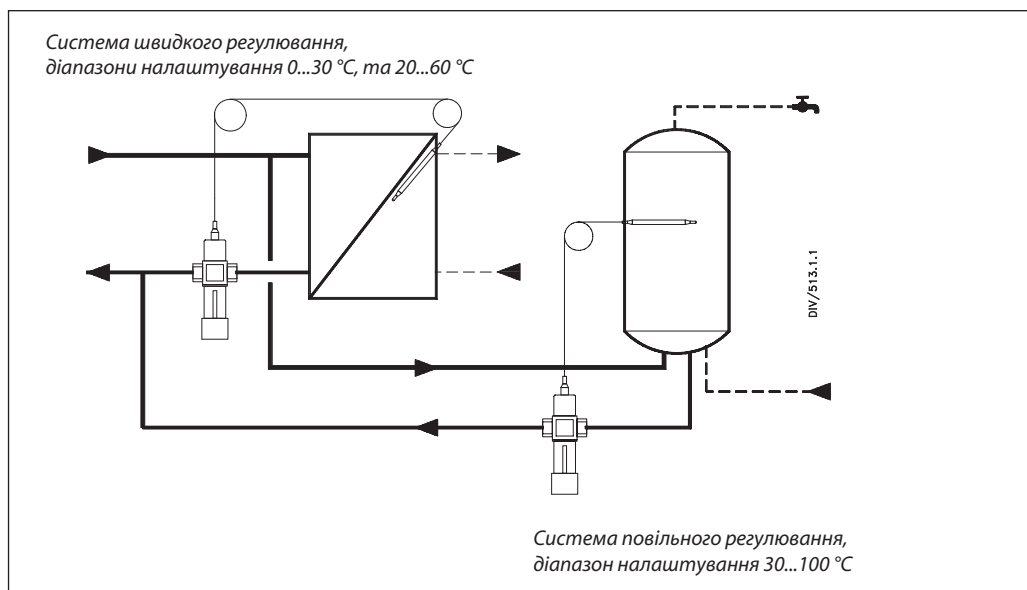 Система швидкого регулювання,
діапазони налаштування 0...30 °C, та 20...60 °C
DIV/513.1.1
Система повільного регулювання,
діапазон налаштування 30...100 °C